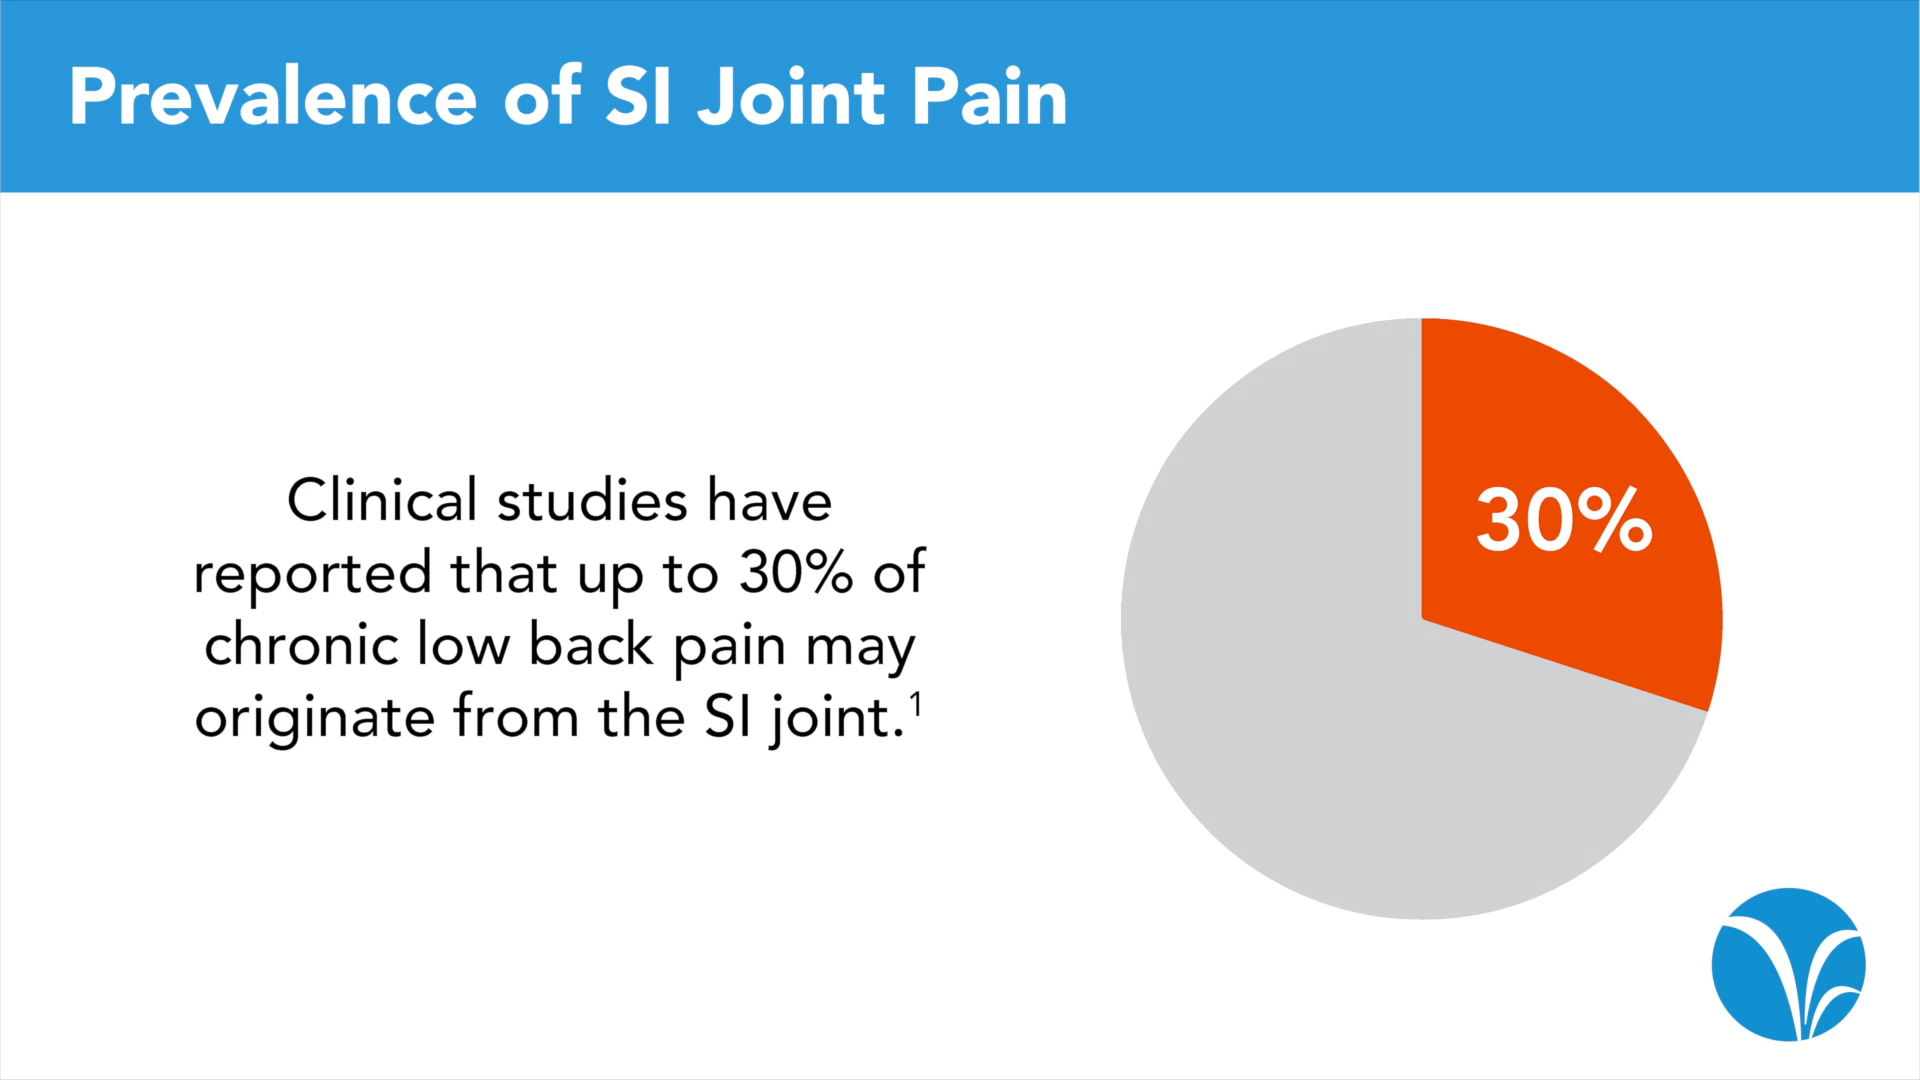 Prevalence of SI Joint Pain
Clinical studies have
reported that up to 30% of
chronic low back pain may
originate from the SI joint.¹
30%